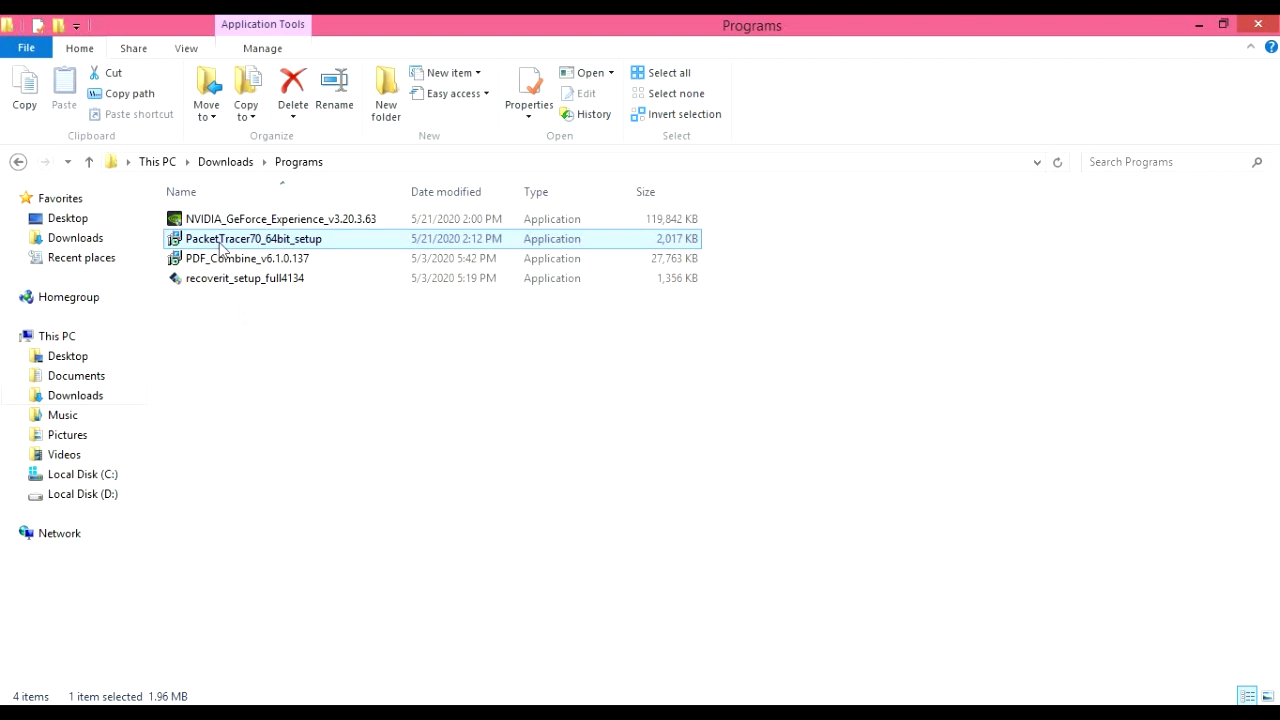 Application Tools
Programs
File
Home
Share
View
Manage
Copy
Paste
Cut
Copy path
Paste shortcut
Clipboard
Move to
Copy to
Delete
Rename
Organize
New folder
New item
Easy access
New
Properties
Open
Edit
History
Open
Select all
Select none
Invert selection
Select
This PC
Downloads
Programs
Search Programs
Name
Date modified
Type
Size
NVIDIA_GeForce_Experience_v3.20.3.63 5/21/2020 2:00 PM Application 119,842 KB
PacketTracer70_64bit_setup 5/21/2020 2:12 PM Application 2,017 KB
PDF_Combine_v6.1.0.137 5/3/2020 5:42 PM Application 27,763 KB
recoverit_setup_full4134 5/3/2020 5:19 PM Application 1,356 KB
Favorites
Desktop
Downloads
Recent places
Homegroup
This PC
Desktop
Documents
Downloads
Music
Pictures
Videos
Local Disk (C:)
Local Disk (D:)
Network
4 items 1 item selected 1.96 MB